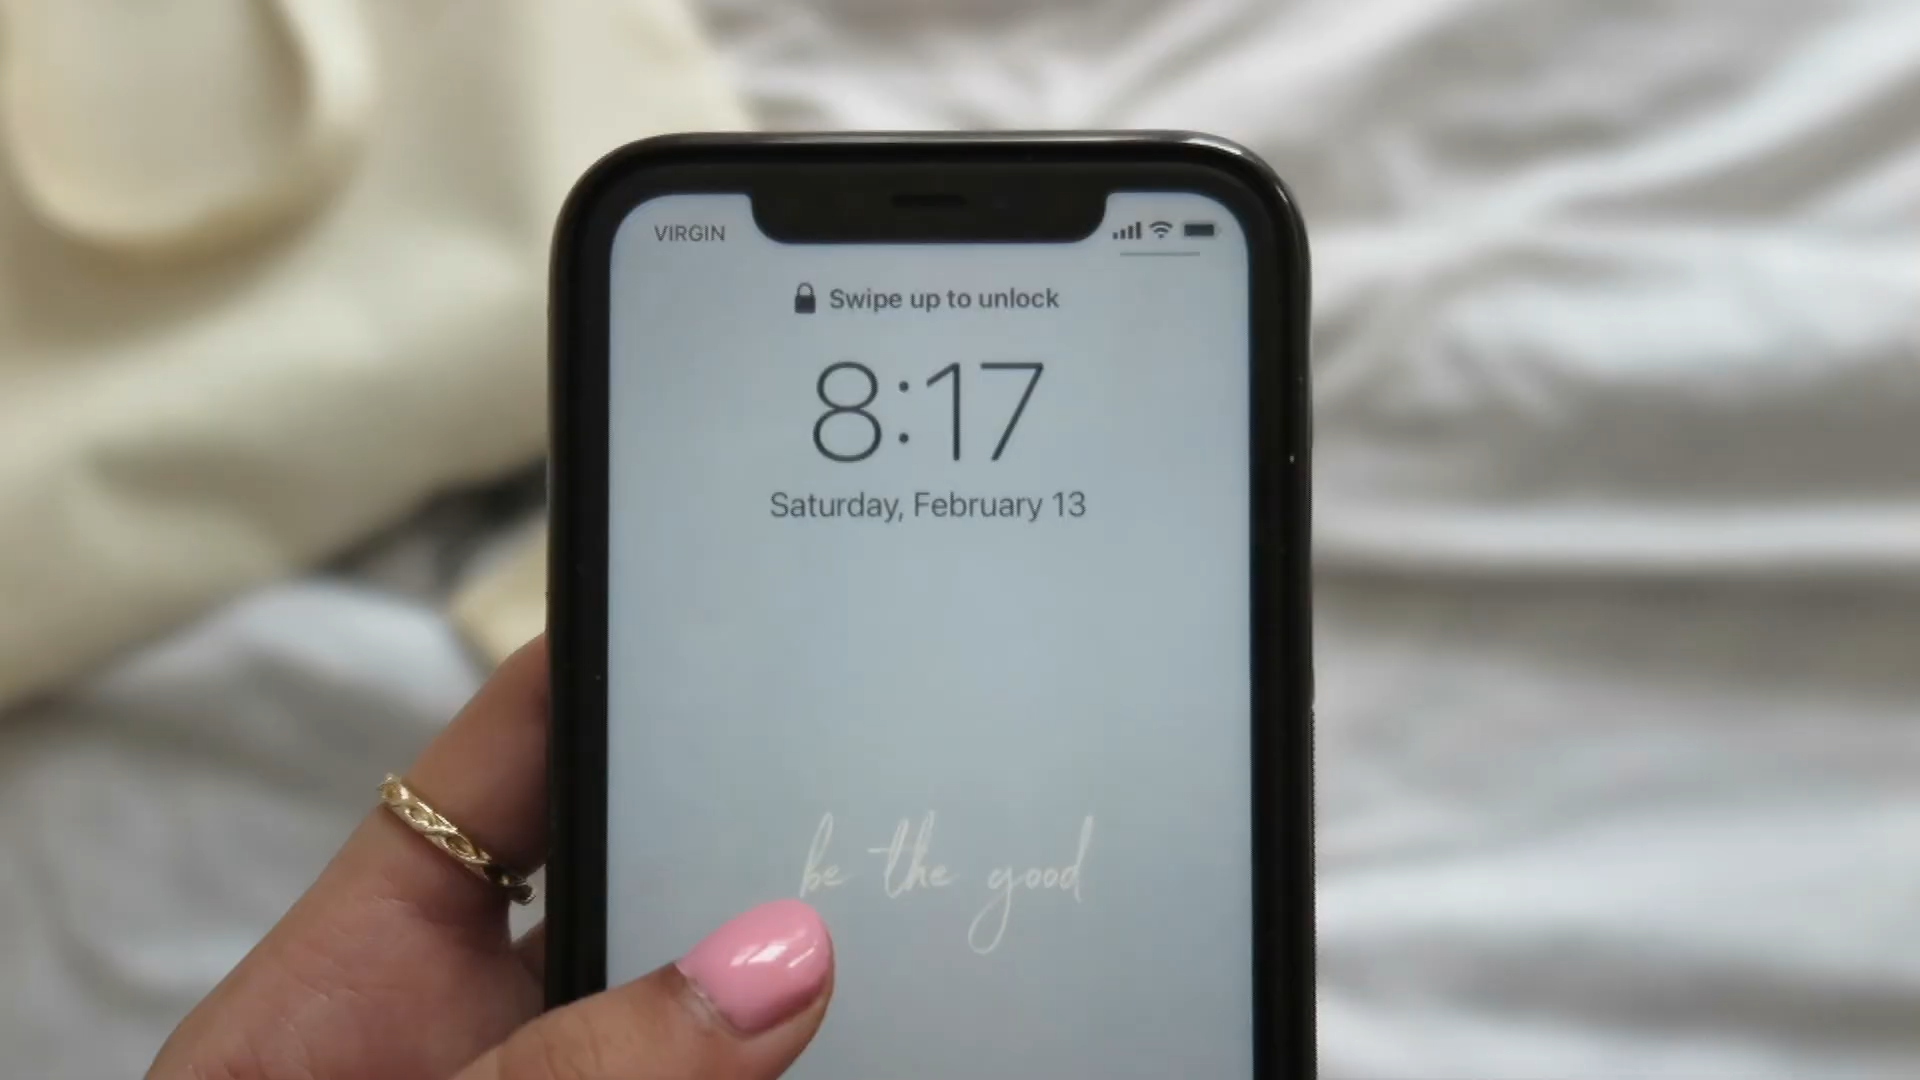 VIRGIN
Swipe up to unlock
8:17
Saturday, February 13
be the good